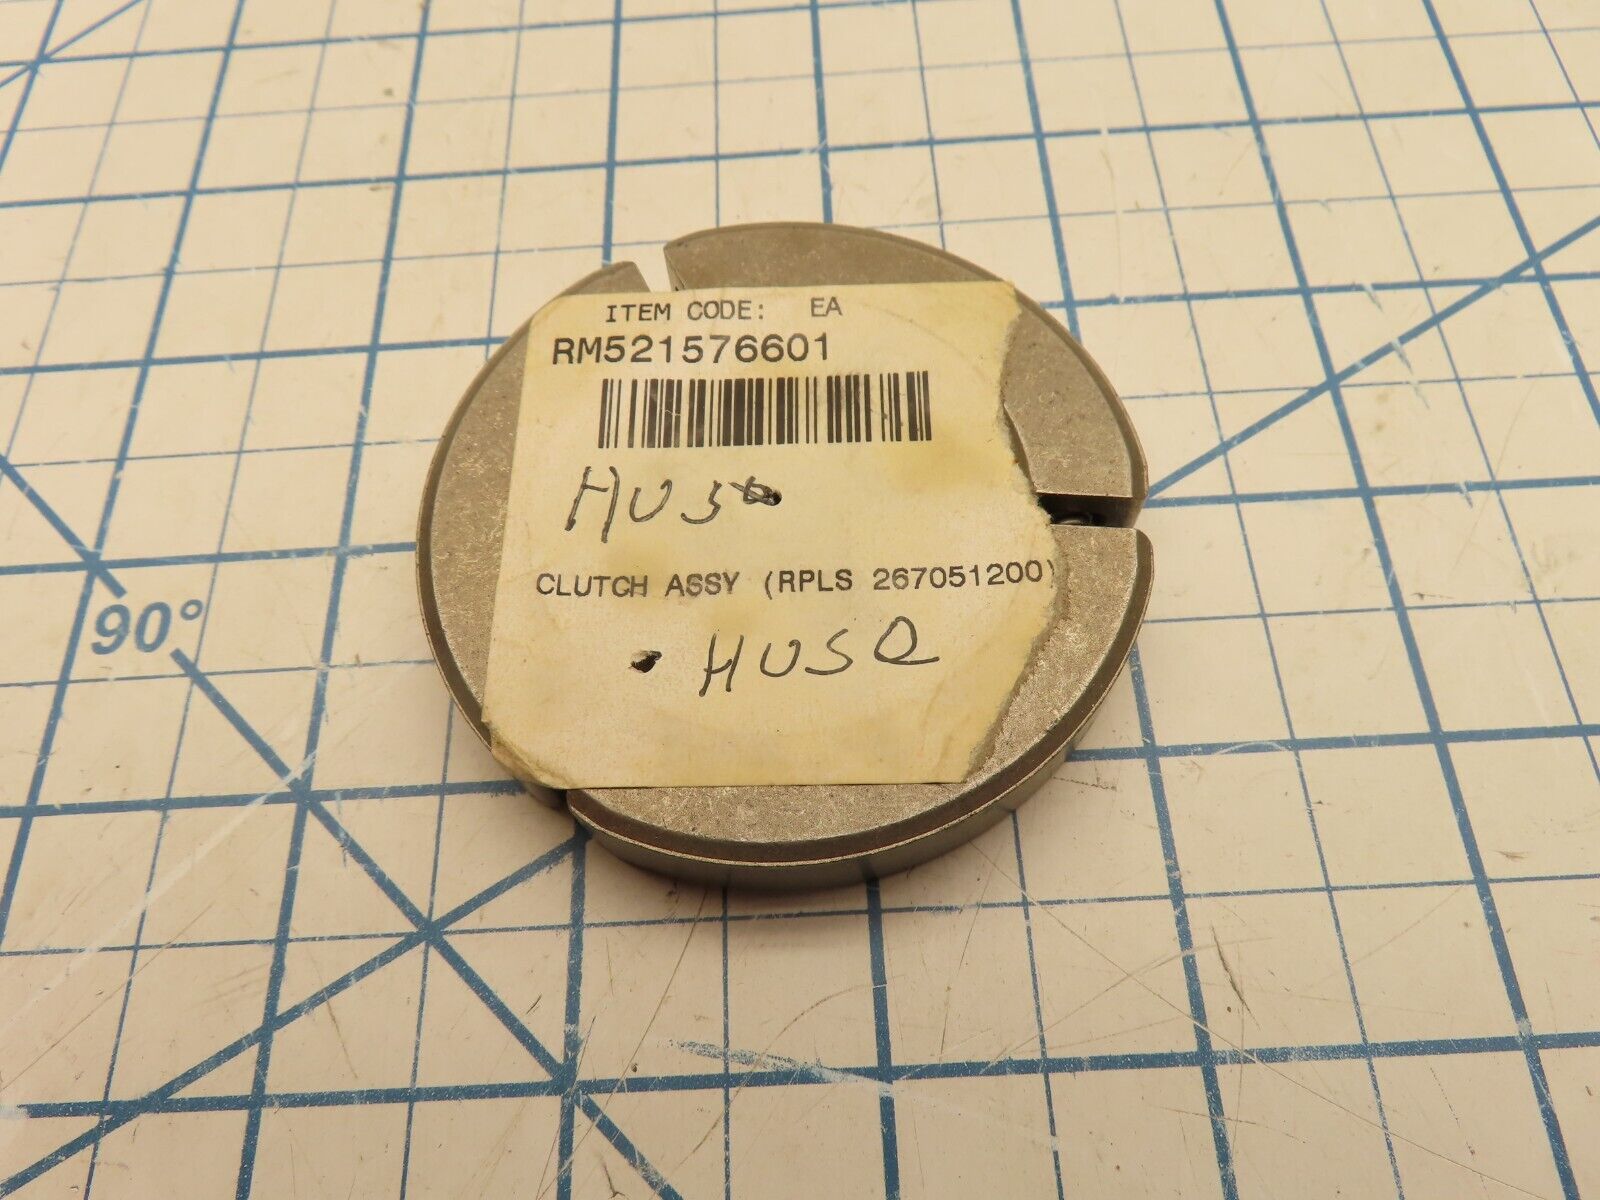 ITEM CODE: EA
RM521576601
HUSQ
CLUTCH ASSY (RPLS 267051200)
HUSQ
90°